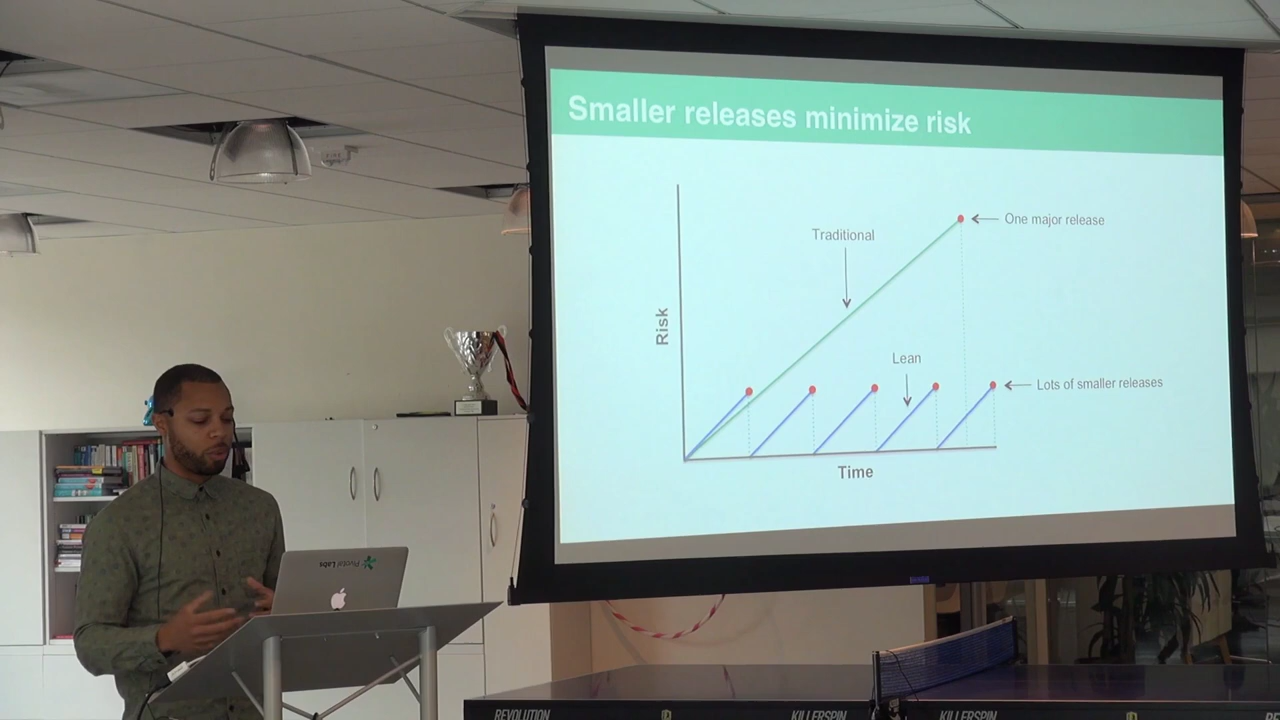 Smaller releases minimize risk
Traditional
One major release
Risk
Lean
Lots of smaller releases
Time
Pivotal Labs
REVOLUTION
KILLERSPIN
KILLERSPIN